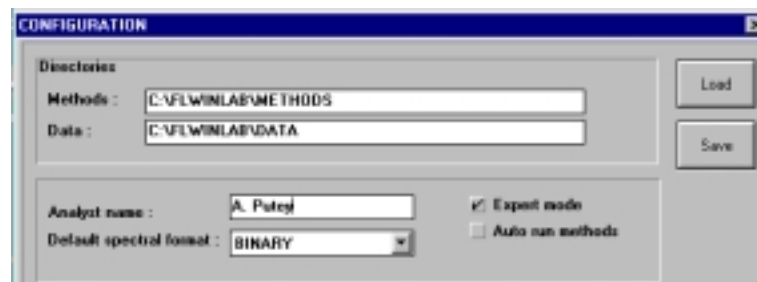 CONFIGURATION
Directories
Load
Methods : C:\FLWINLAB\METHODS
Data : C:\FLWINLAB\DATA
Save
Analyst name : A. Putey
Expert mode
Default spectral format : BINARY
Auto run methods